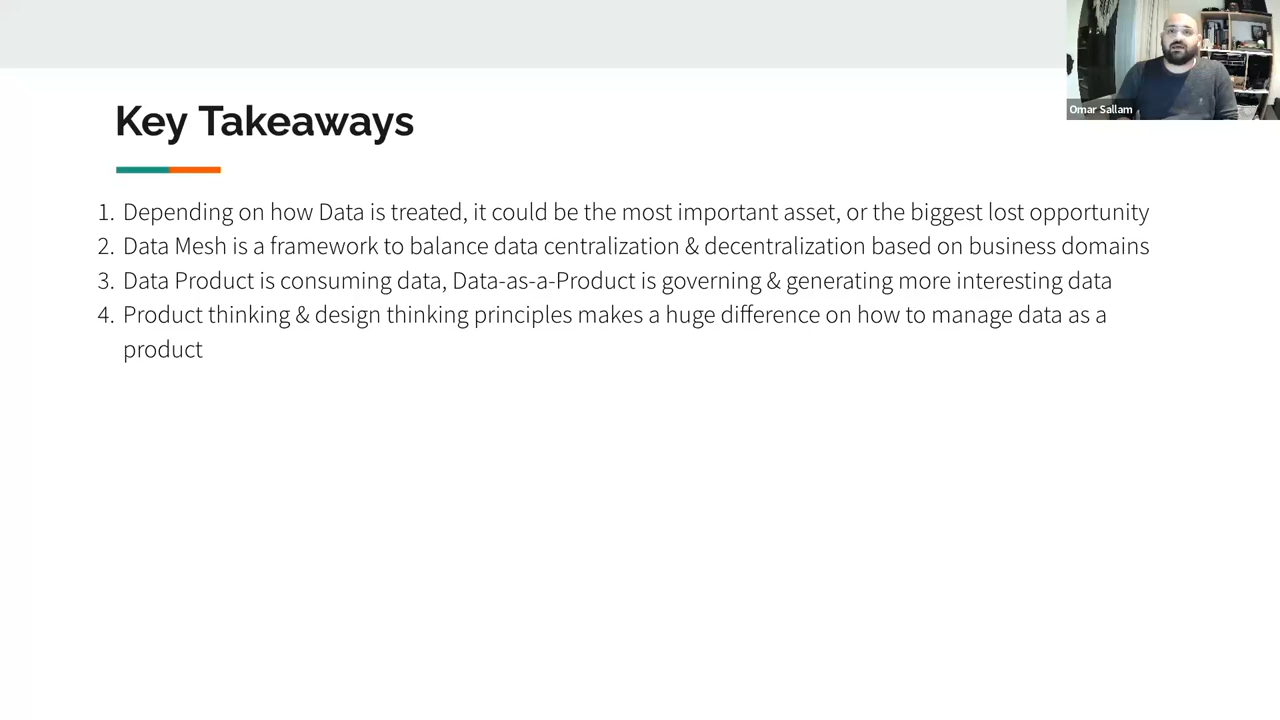 Key Takeaways
1. Depending on how Data is treated, it could be the most important asset, or the biggest lost opportunity
2. Data Mesh is a framework to balance data centralization & decentralization based on business domains
3. Data Product is consuming data, Data-as-a-Product is governing & generating more interesting data
4. Product thinking & design thinking principles makes a huge difference on how to manage data as a
product
Omar Sallam